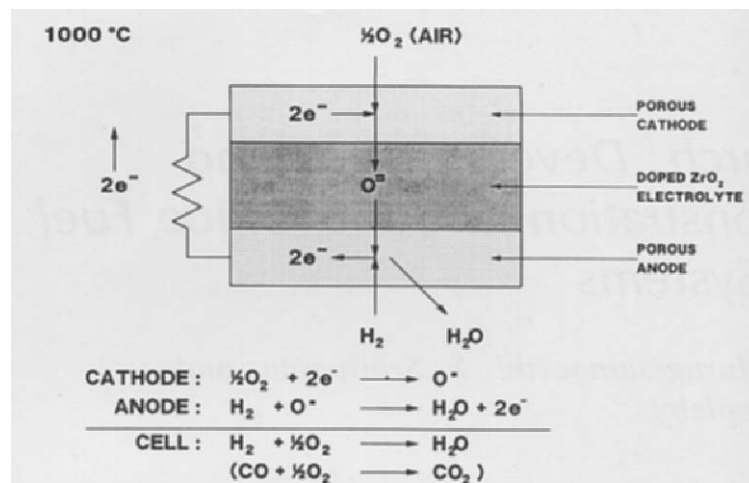 1000 °C
½O₂ (AIR)
2e⁻
POROUS
CATHODE
2e⁻
O⁼
DOPED ZrO₂
ELECTROLYTE
2e⁻
POROUS
ANODE
H₂
H₂O
CATHODE: ½O₂ + 2e⁻ → O⁼
ANODE: H₂ + O⁼ → H₂O + 2e⁻
CELL: H₂ + ½O₂ → H₂O
(CO + ½O₂ → CO₂)